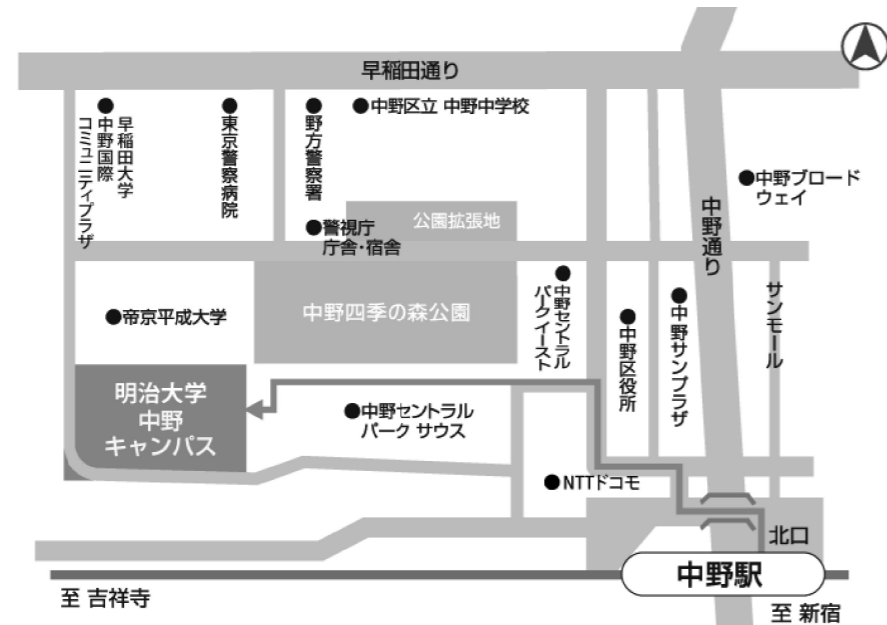 早稲田通り
早稲田大学
中野国際
コミュニティプラザ
●東京警察病院
●野方警察署
●中野区立 中野中学校
●中野ブロード
ウェイ
中野通り
公園拡張地
●警視庁
庁舎・宿舎
●帝京平成大学
中野四季の森公園
●中野セントラル
パークイースト
●中野区役所
●中野サンプラザ
サンモール
明治大学
中野
キャンパス
●中野セントラル
パーク サウス
●NTTドコモ
北口
中野駅
至 吉祥寺
至 新宿